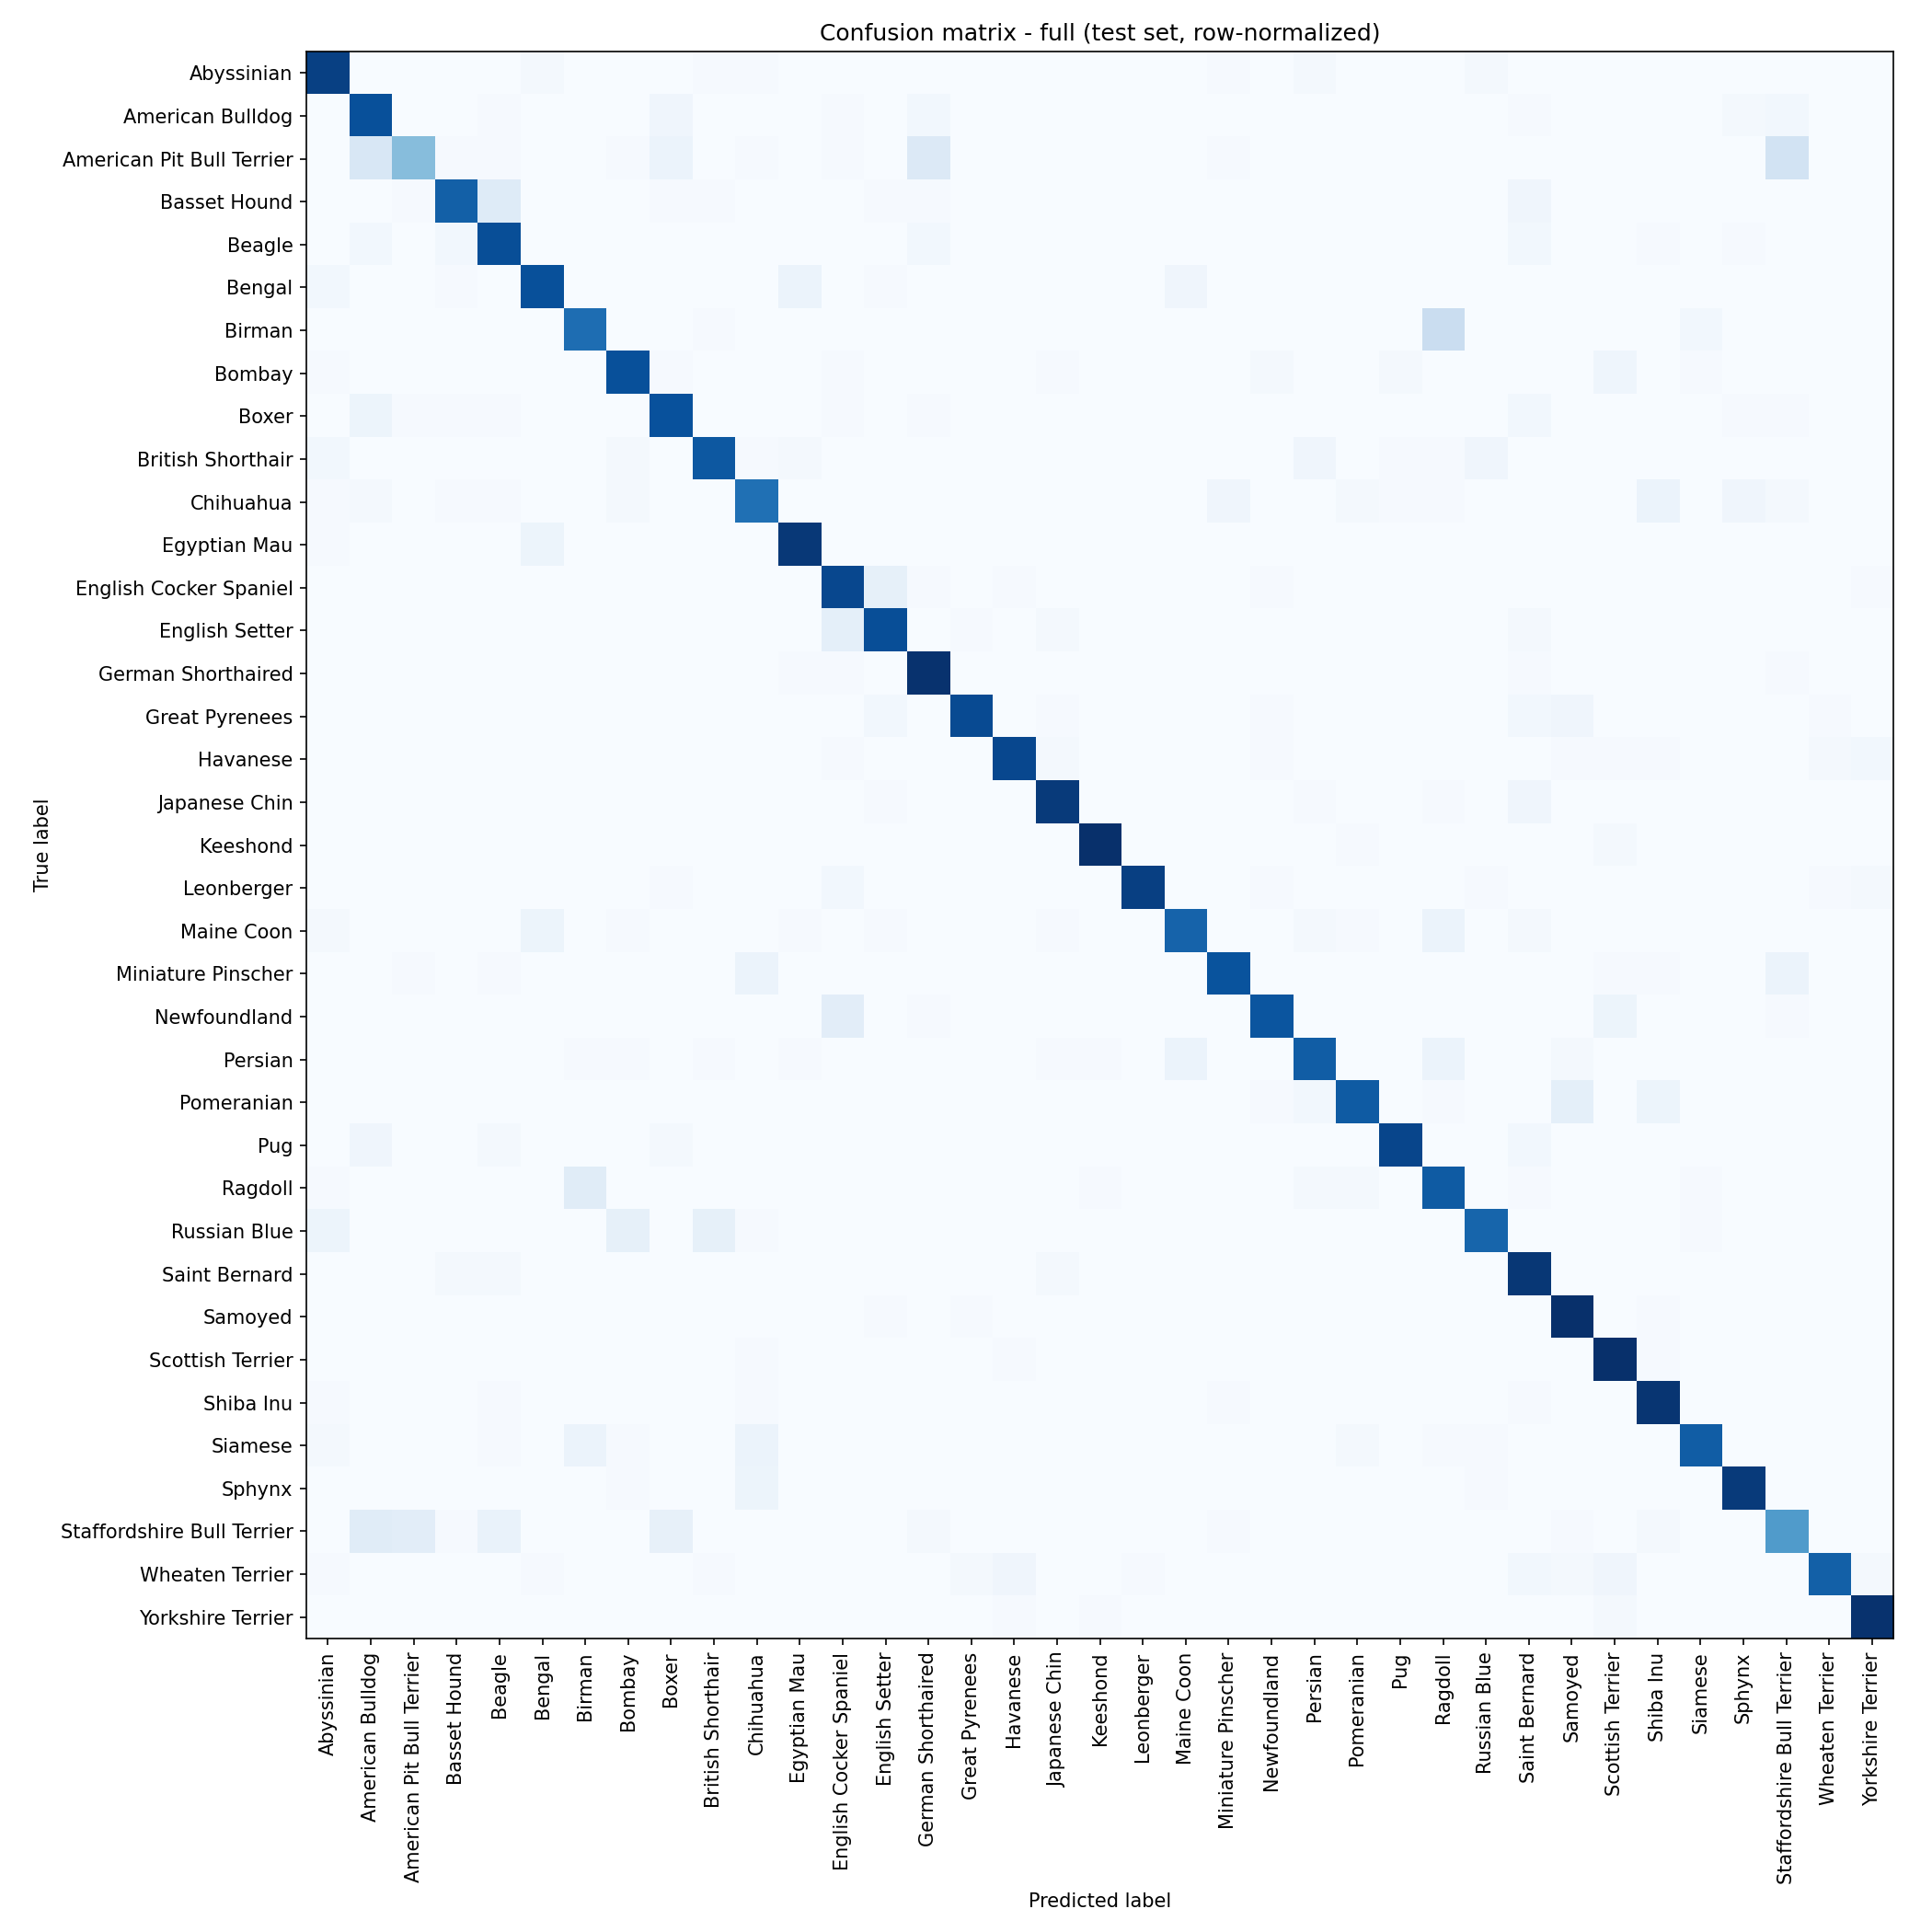 Confusion matrix - full (test set, row-normalized)
Abyssinian
American Bulldog
American Pit Bull Terrier
Basset Hound
Beagle
Bengal
Birman
Bombay
Boxer
British Shorthair
Chihuahua
Egyptian Mau
English Cocker Spaniel
English Setter
German Shorthaired
Great Pyrenees
Havanese
Japanese Chin
Keeshond
Leonberger
Maine Coon
Miniature Pinscher
Newfoundland
Persian
Pomeranian
Pug
Ragdoll
Russian Blue
Saint Bernard
Samoyed
Scottish Terrier
Shiba Inu
Siamese
Sphynx
Staffordshire Bull Terrier
Wheaten Terrier
Yorkshire Terrier
True label
Abyssinian
American Bulldog
American Pit Bull Terrier
Basset Hound
Beagle
Bengal
Birman
Bombay
Boxer
British Shorthair
Chihuahua
Egyptian Mau
English Cocker Spaniel
English Setter
German Shorthaired
Great Pyrenees
Havanese
Japanese Chin
Keeshond
Leonberger
Maine Coon
Miniature Pinscher
Newfoundland
Persian
Pomeranian
Pug
Ragdoll
Russian Blue
Saint Bernard
Samoyed
Scottish Terrier
Shiba Inu
Siamese
Sphynx
Staffordshire Bull Terrier
Wheaten Terrier
Yorkshire Terrier
Predicted label